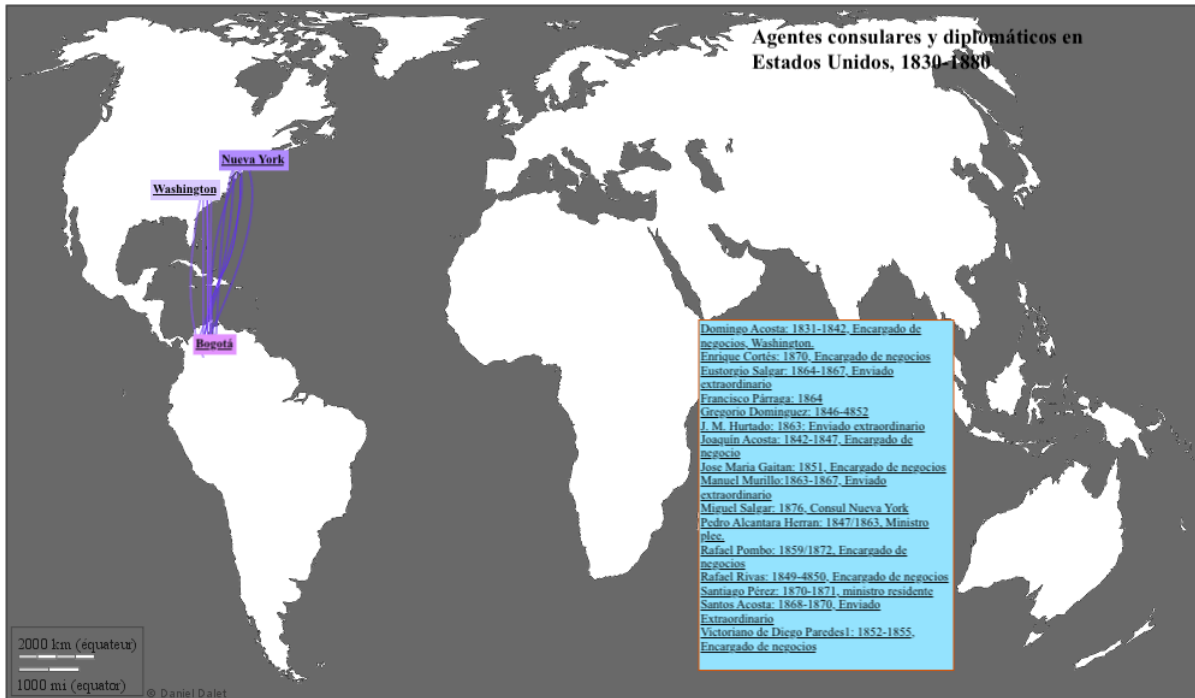 Agentes consulares y diplomáticos en
Estados Unidos, 1830-1880
Nueva York
Washington
Bogotá
Domingo Acosta: 1831-1842, Encargado de
negocios, Washington.
Enrique Cortés: 1870, Encargado de negocios
Eustorgio Salgar: 1864-1867, Enviado
extraordinario
Francisco Párraga: 1864
Gregorio Dominguez: 1846-4852
J. M. Hurtado: 1863: Enviado extraordinario
Joaquín Acosta: 1842-1847, Encargado de
negocio
Jose Maria Gaitan: 1851, Encargado de negocios
Manuel Murillo:1863-1867, Enviado
extraordinario
Miguel Salgar: 1876, Consul Nueva York
Pedro Alcantara Herran: 1847/1863, Ministro
plee.
Rafael Pombo: 1859/1872, Encargado de
negocios
Rafael Rivas: 1849-4850, Encargado de negocios
Santiago Pérez: 1870-1871, ministro residente
Santos Acosta: 1868-1870, Enviado
Extraordinario
Victoriano de Diego Paredes1: 1852-1855,
Encargado de negocios
2000 km (équateur)
1000 mi (equator)
© Daniel Dalet